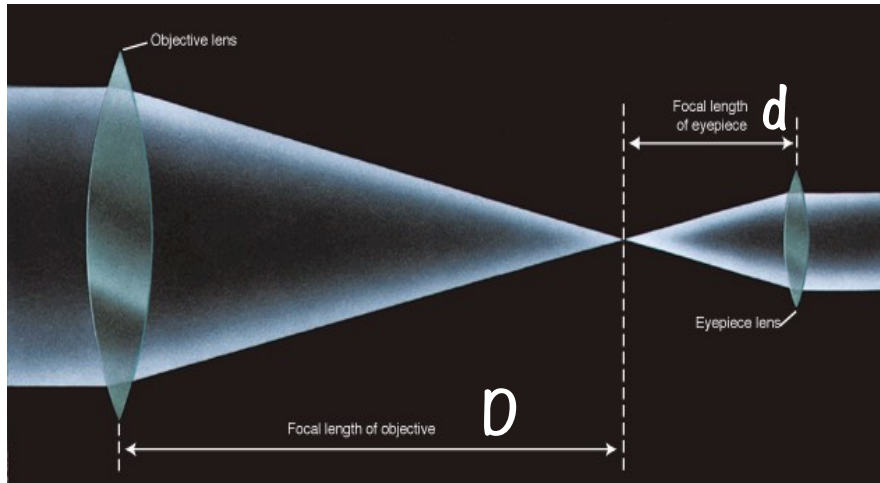 Objective lens
Focal length
of eyepiece
d
Eyepiece lens
Focal length of objective
D